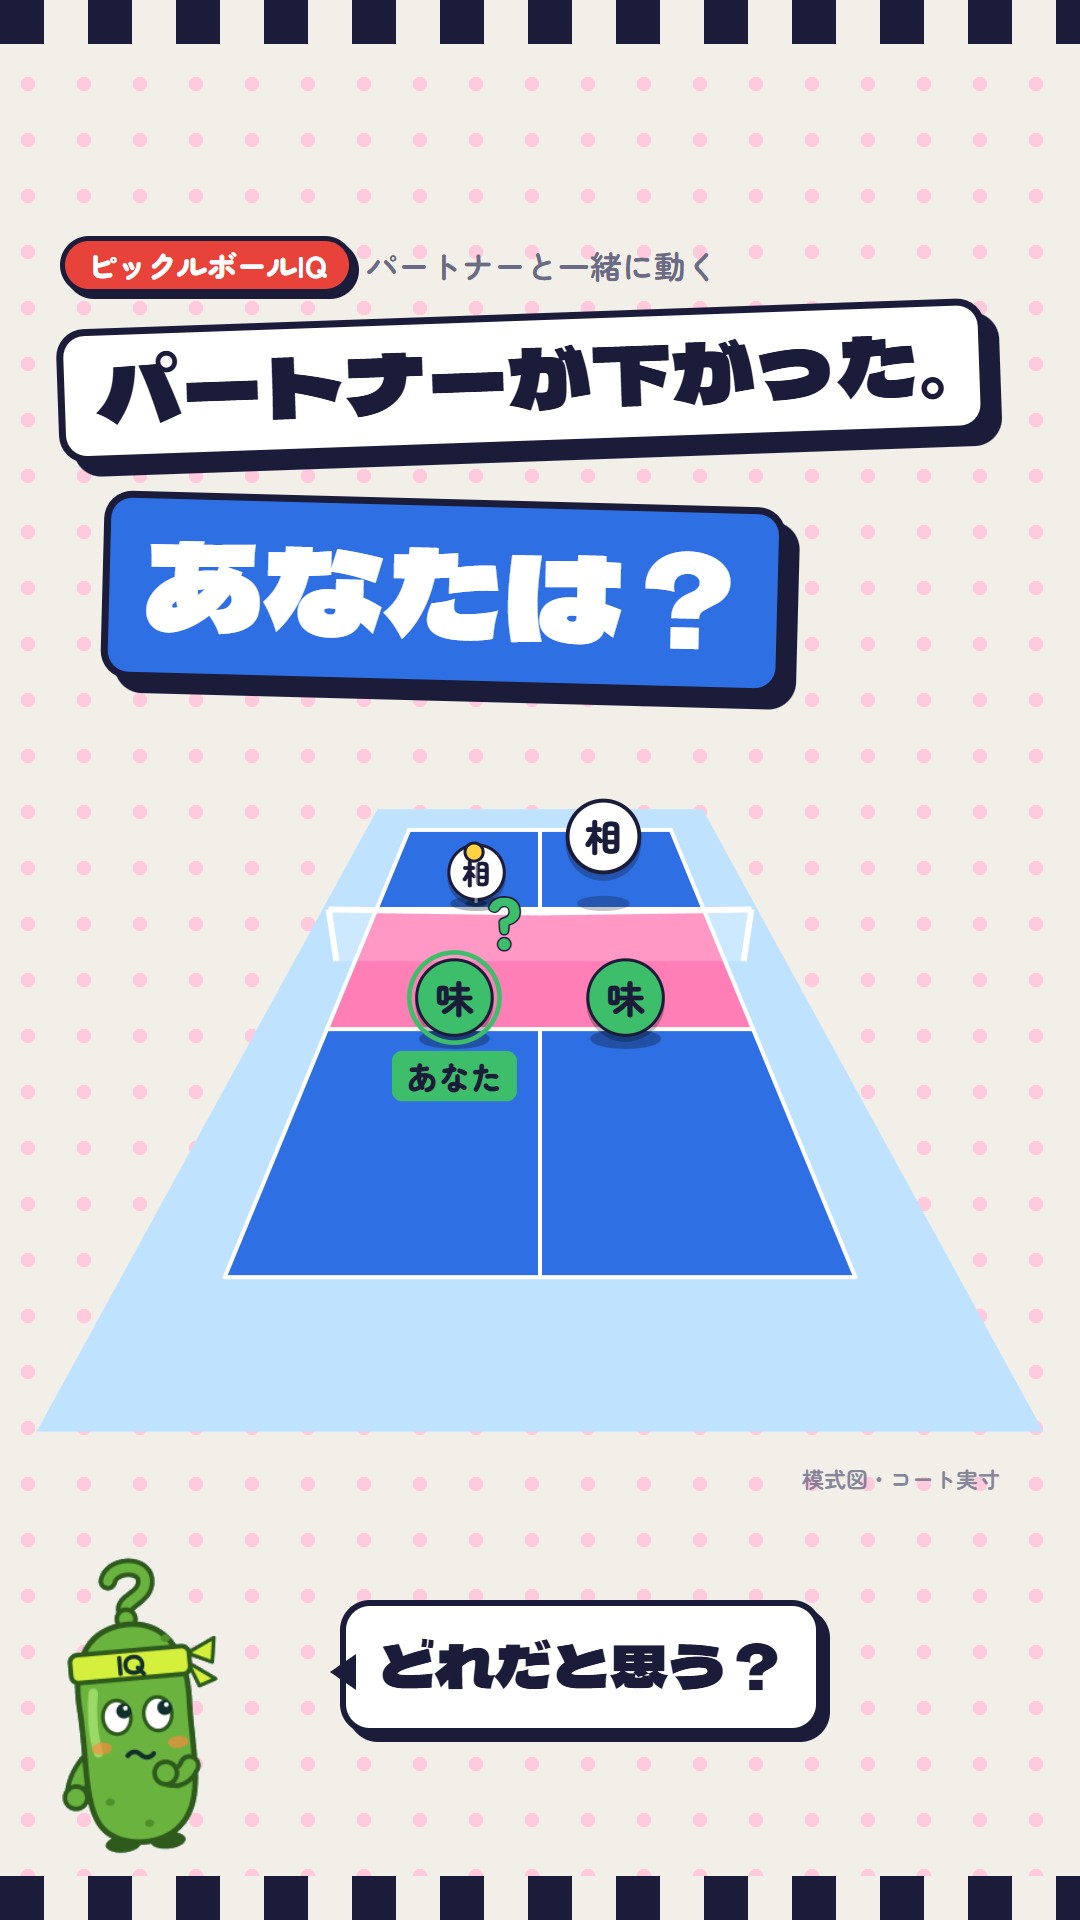 ピックルボールIQ パートナーと一緒に動く
パートナーが下がった。
あなたは？
相
相
?
味 味
あなた
模式図・コート実寸
IQ
どれだと思う？